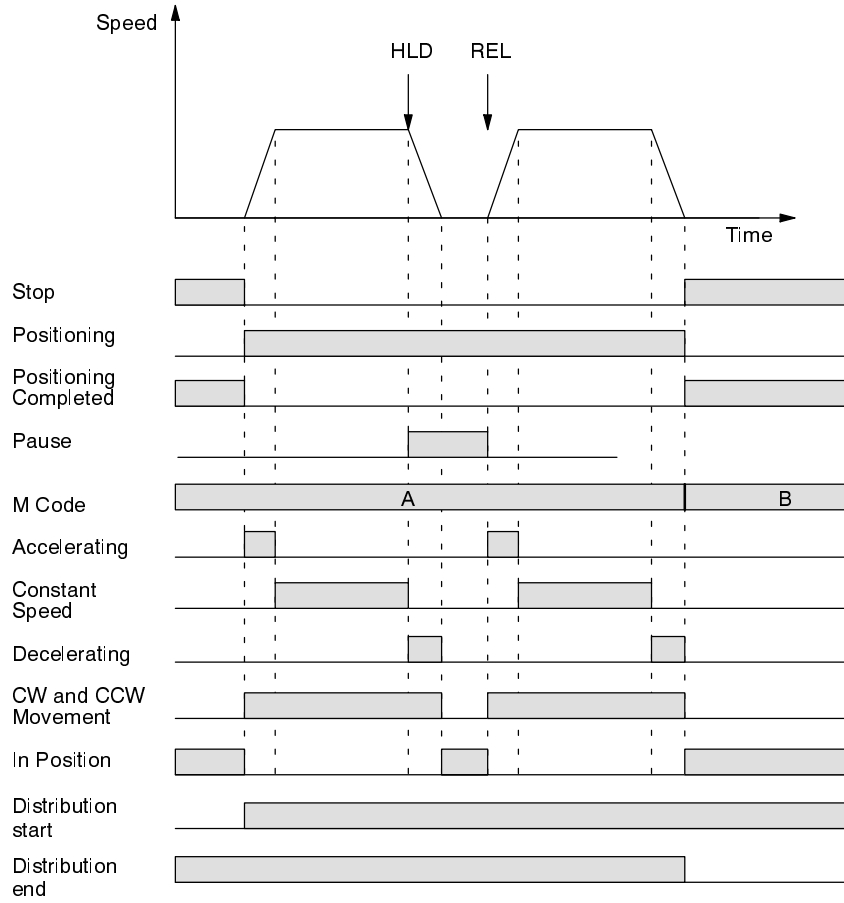 Speed
HLD REL
Time
Stop
Positioning
Positioning
Completed
Pause
M Code A B
Accelerating
Constant
Speed
Decelerating
CW and CCW
Movement
In Position
Distribution
start
Distribution
end